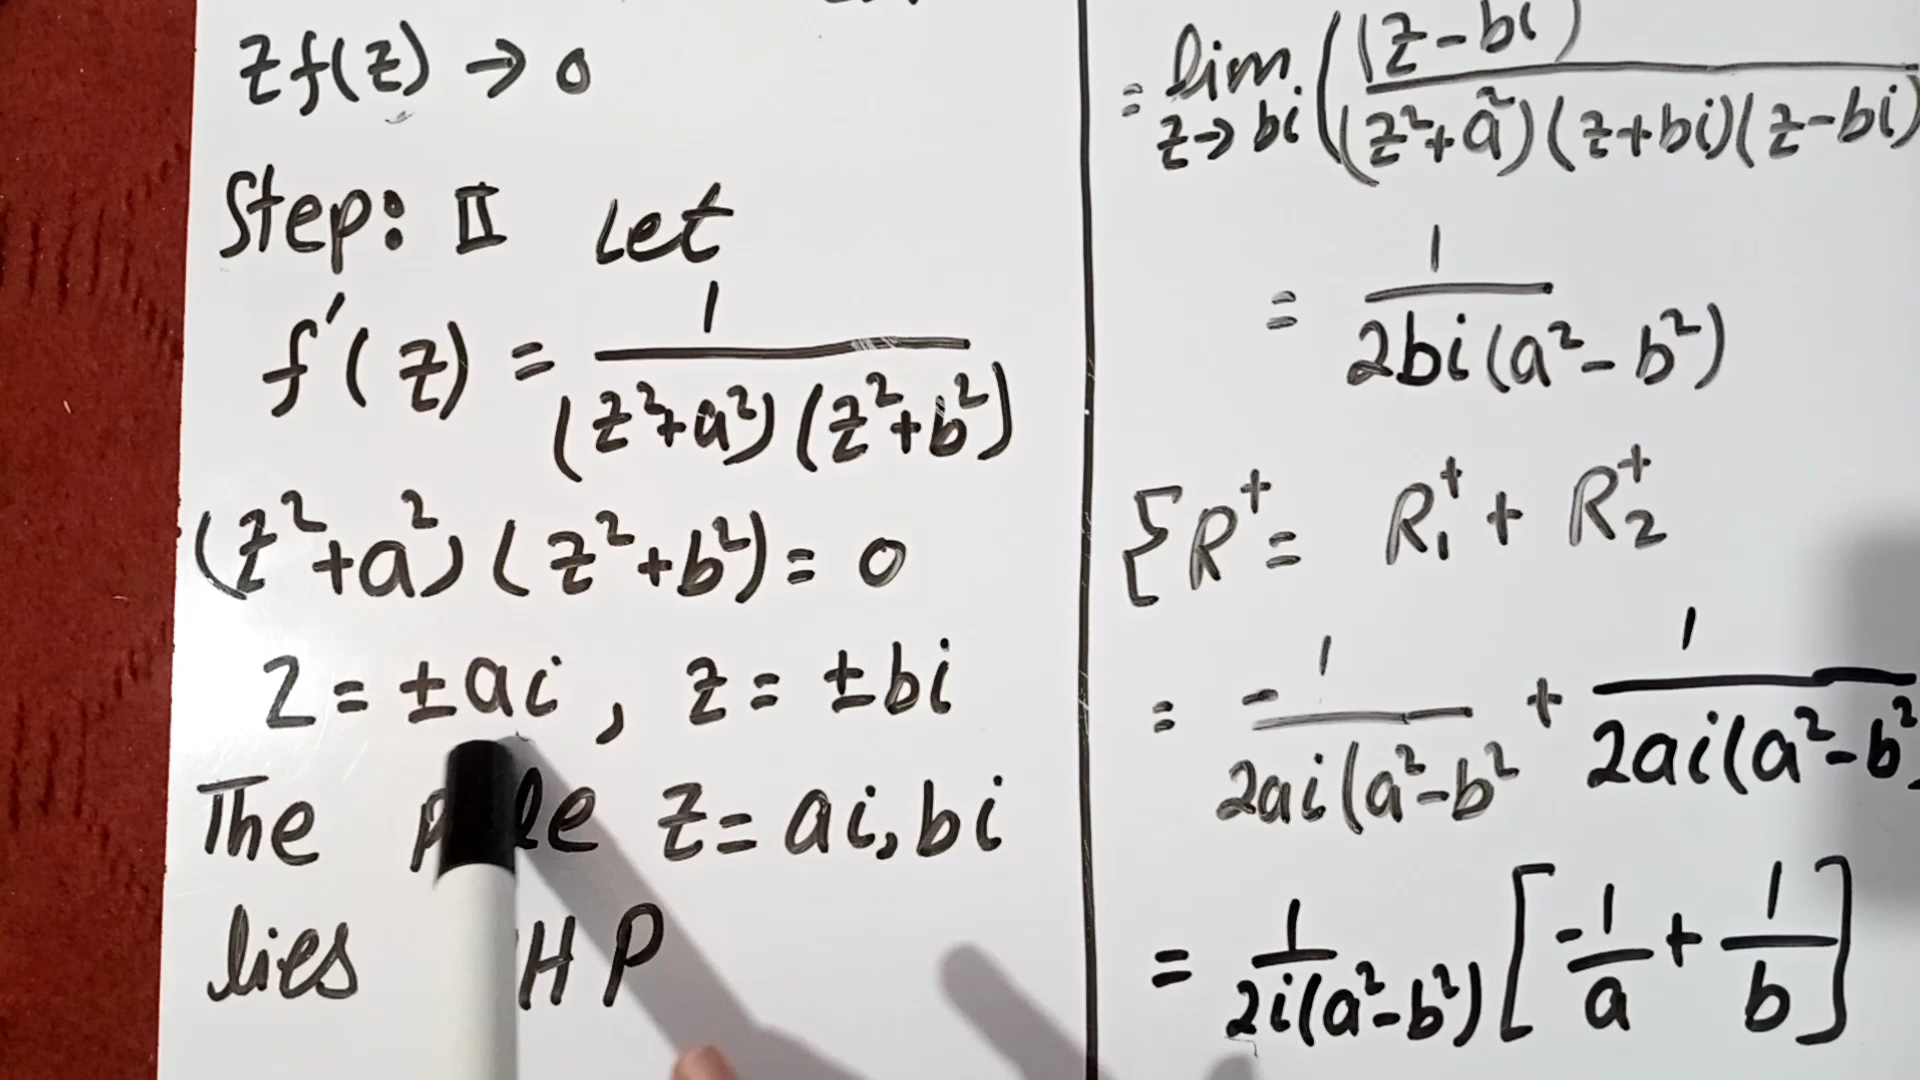 zf(z) → 0
Step: II Let
f'(z) = 1 / (z²+a²)(z²+b²)
(z²+a²)(z²+b²) = 0
z = ±ai, z = ±bi
The z = ai, bi
lies HP
= lim z→bi ( (z-bi) / (z²+a²)(z+bi)(z-bi)
= 1 / 2bi(a²-b²)
ΣR⁺ = R₁⁺ + R₂⁺
= -1 / 2ai(a²-b² + 1 / 2ai(a²-b²
= 1 / 2i(a²-b²) [ -1/a + 1/b ]